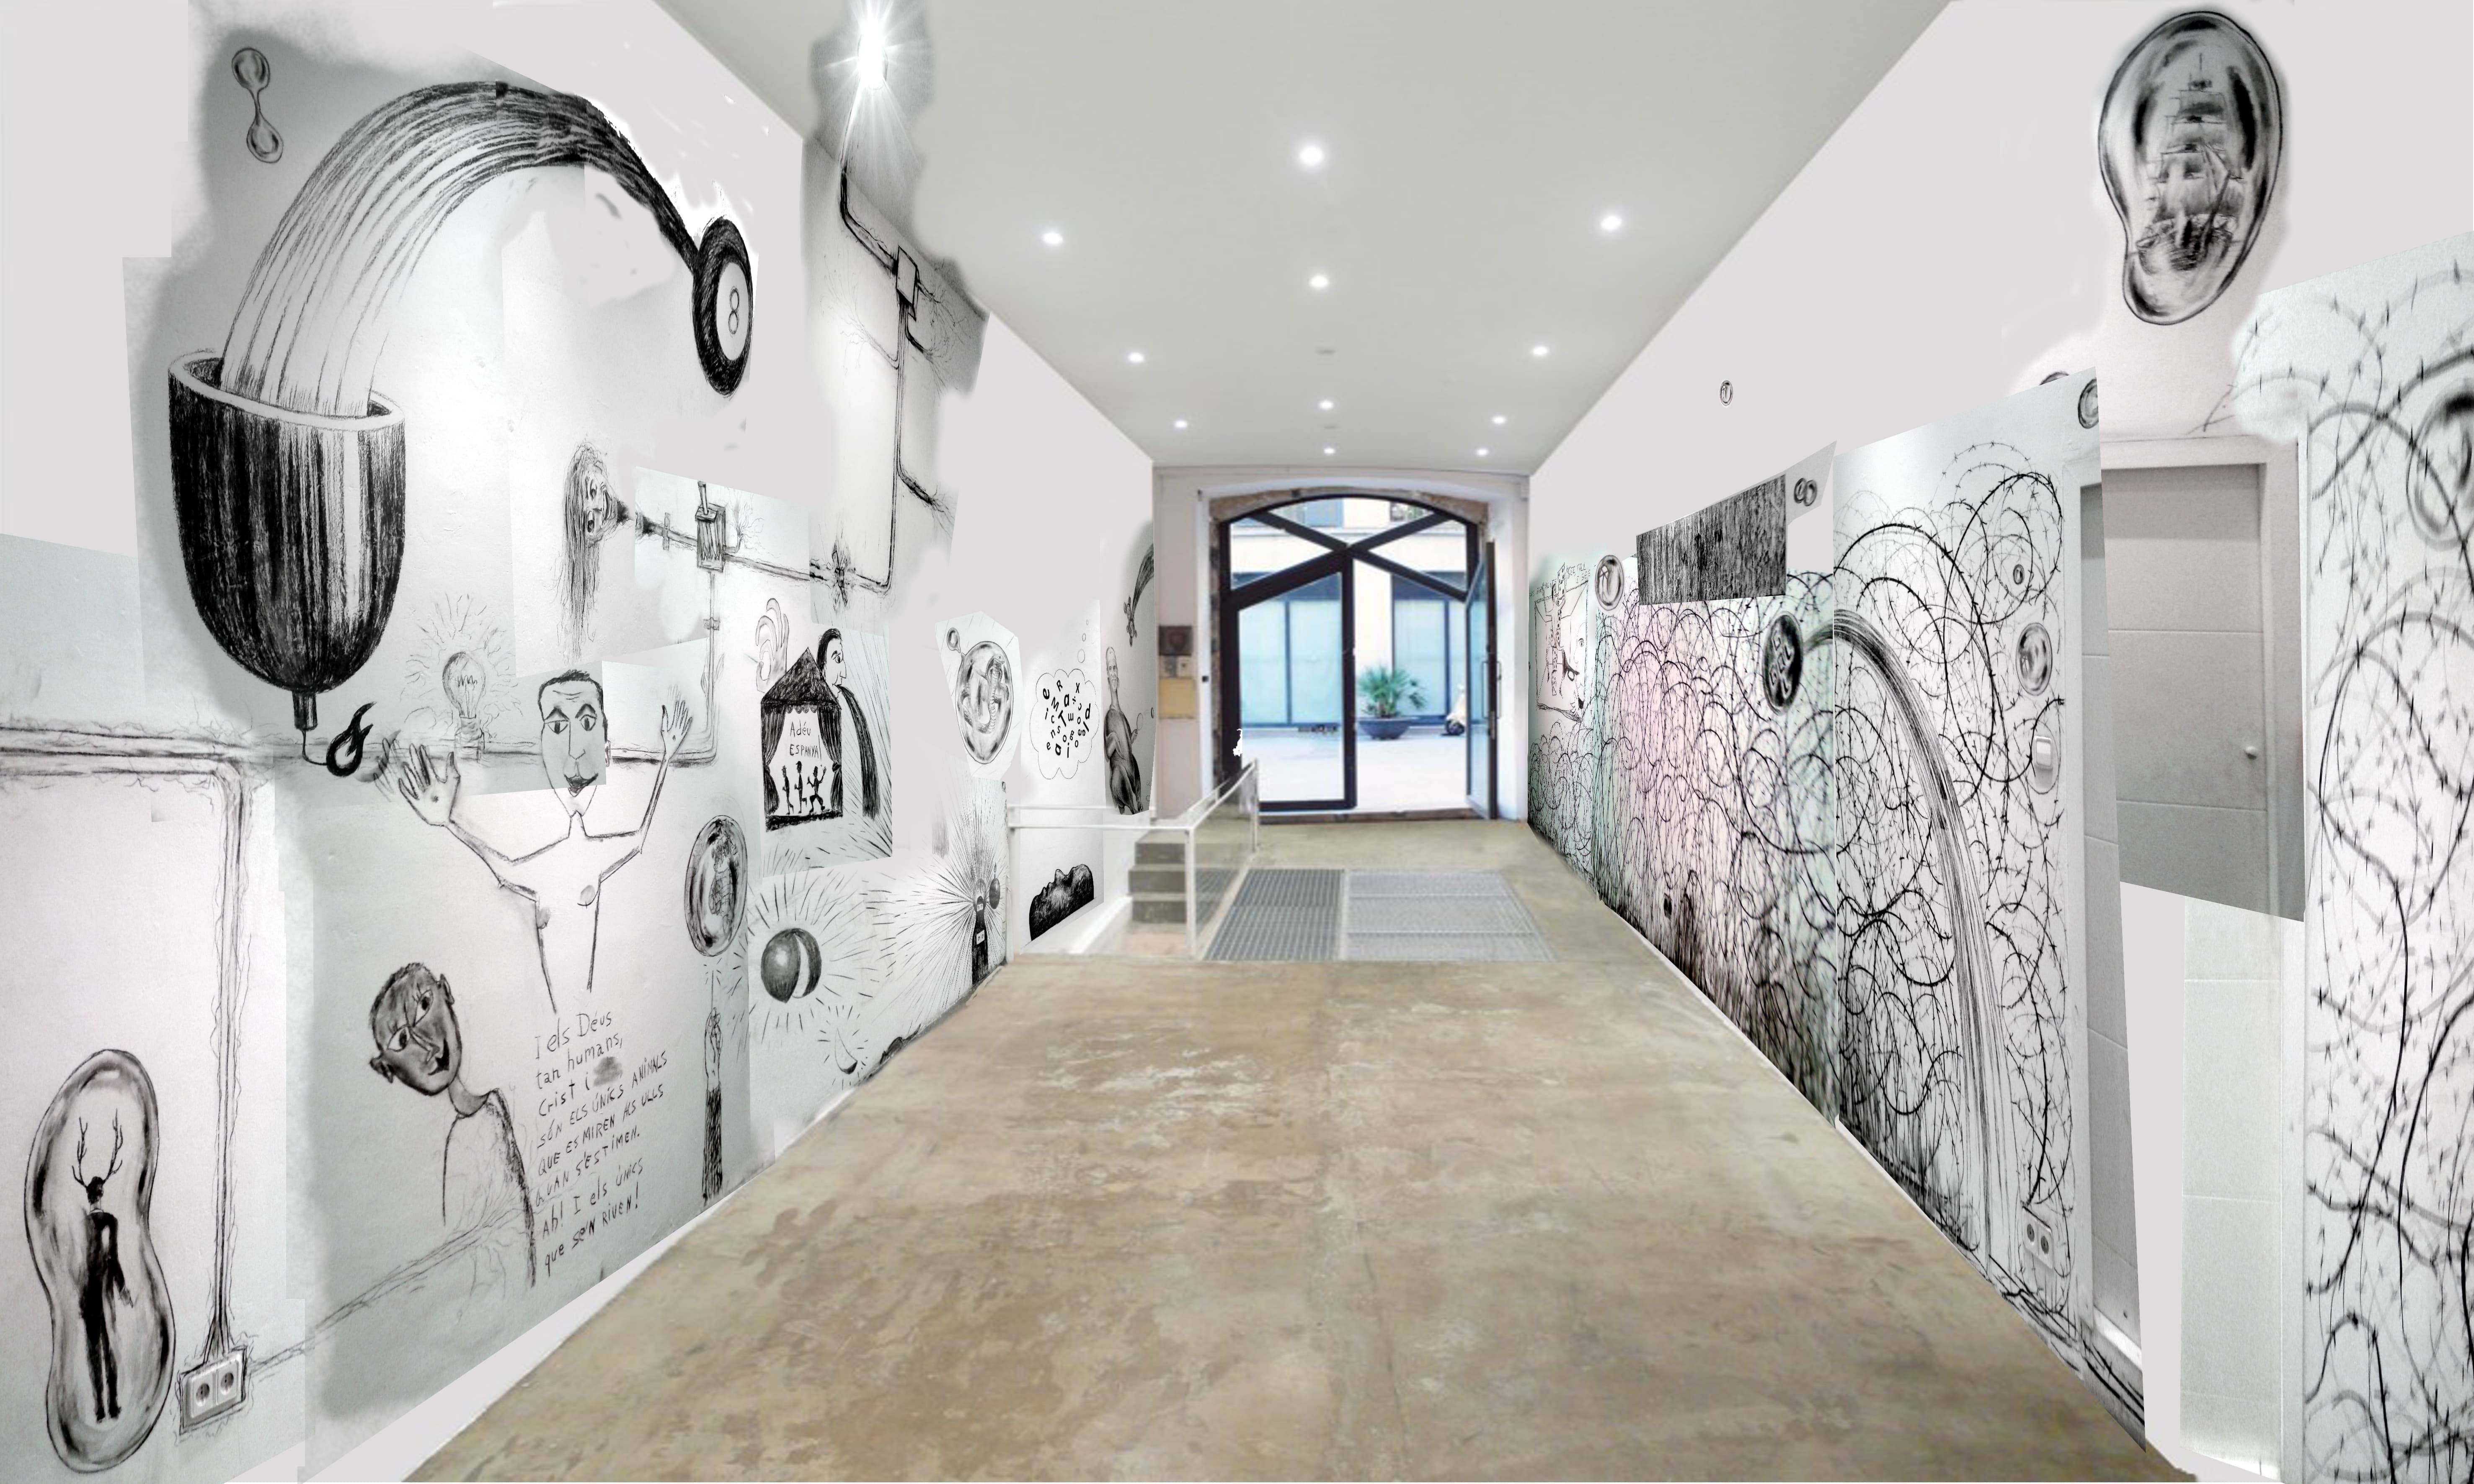 8
Adéu
ESPANYA
I els Déus
tan humans,
Crist i
SÓN ELS ÚNICS ANIMALS
QUE ES MIREN ALS ULLS
QUAN S'ESTIMEN.
Ah! I els ÚNICS
que se'N RIUEN!